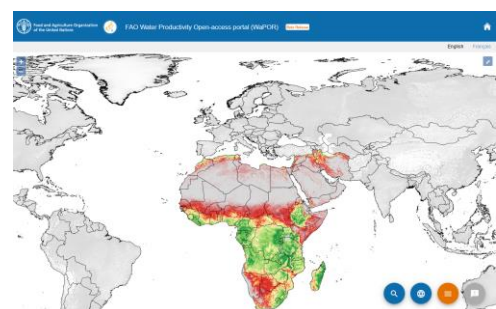 Food and Agriculture Organization
of the United Nations
FAO Water Productivity Open-access portal (WaPOR)
English
Français